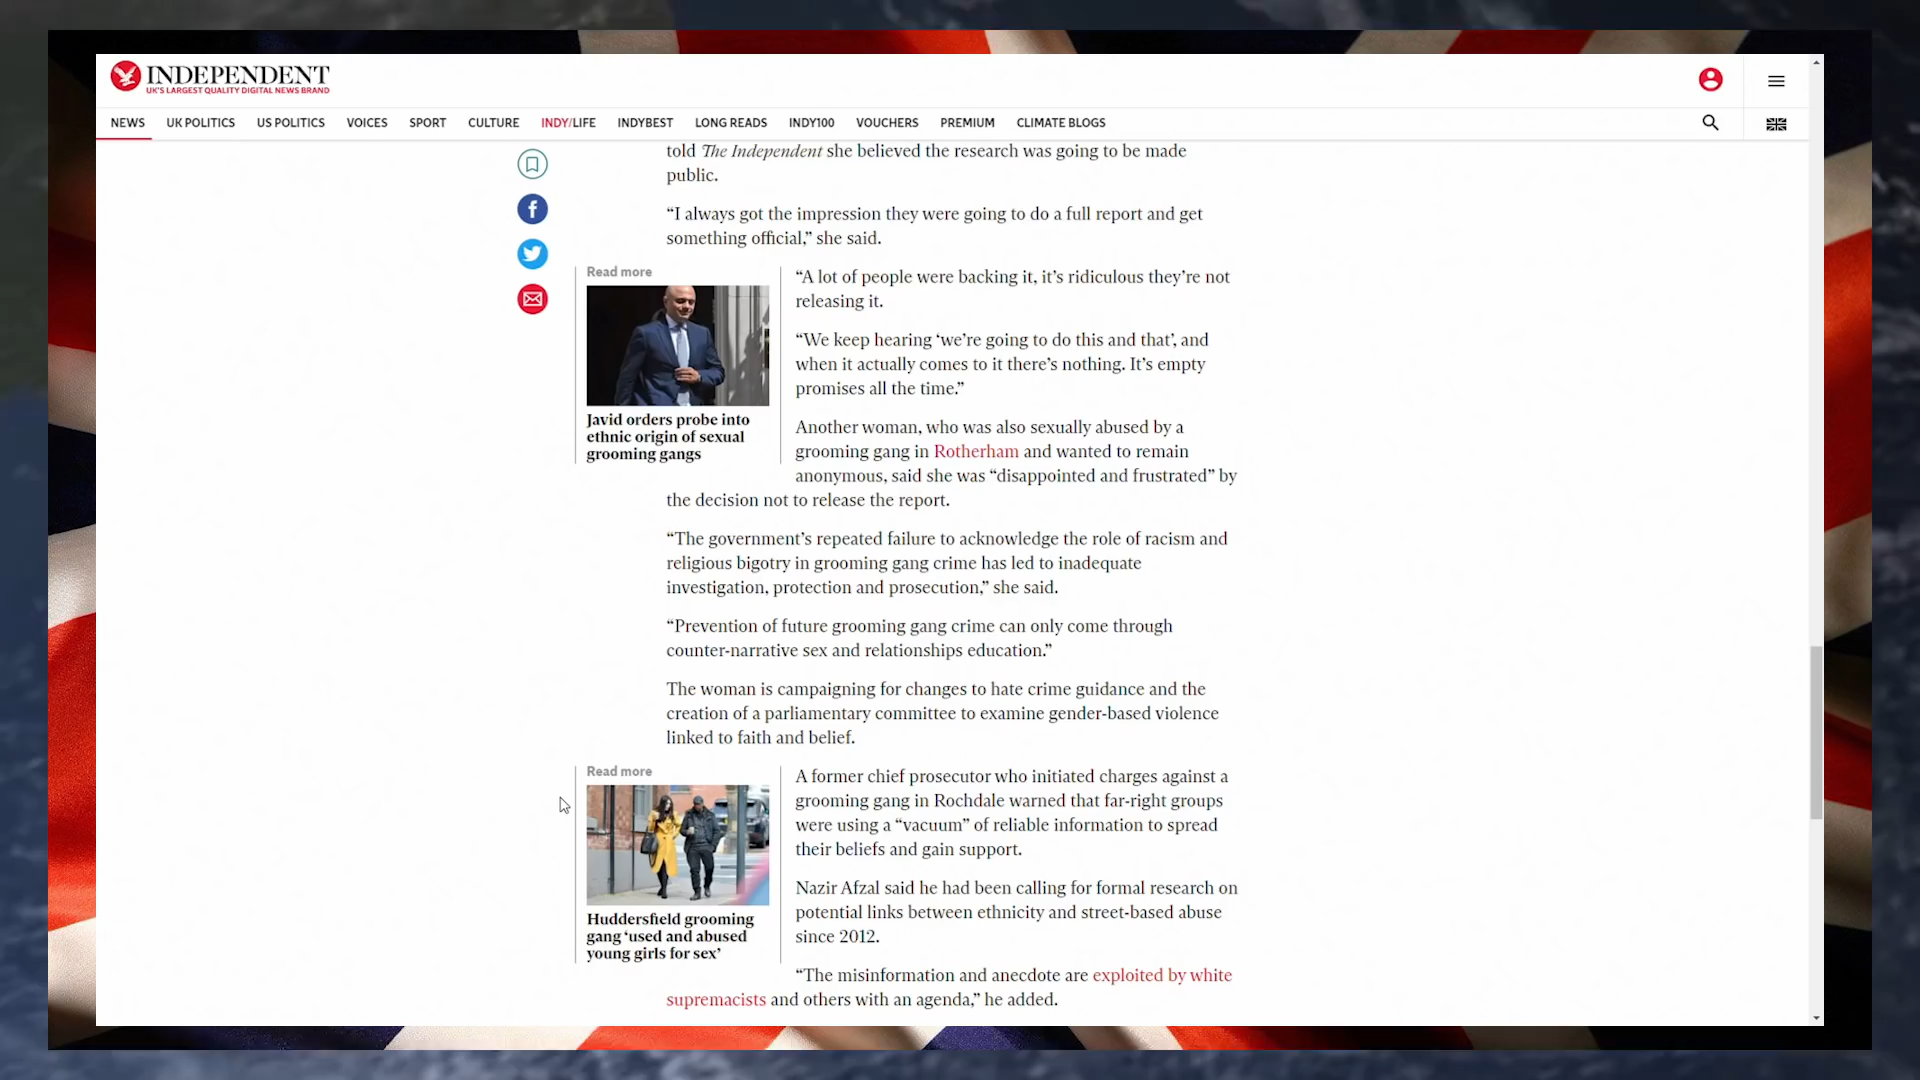 INDEPENDENT
UK'S LARGEST QUALITY DIGITAL NEWS BRAND
NEWS UK POLITICS US POLITICS VOICES SPORT CULTURE INDY/LIFE INDYBEST LONG READS INDY100 VOUCHERS PREMIUM CLIMATE BLOGS
told The Independent she believed the research was going to be made
public.
“I always got the impression they were going to do a full report and get
something official,” she said.
Read more
Javid orders probe into
ethnic origin of sexual
grooming gangs
“A lot of people were backing it, it’s ridiculous they’re not
releasing it.
“We keep hearing ‘we’re going to do this and that’, and
when it actually comes to it there’s nothing. It’s empty
promises all the time.”
Another woman, who was also sexually abused by a
grooming gang in Rotherham and wanted to remain
anonymous, said she was “disappointed and frustrated” by
the decision not to release the report.
“The government’s repeated failure to acknowledge the role of racism and
religious bigotry in grooming gang crime has led to inadequate
investigation, protection and prosecution,” she said.
“Prevention of future grooming gang crime can only come through
counter-narrative sex and relationships education.”
The woman is campaigning for changes to hate crime guidance and the
creation of a parliamentary committee to examine gender-based violence
linked to faith and belief.
Read more
Huddersfield grooming
gang ‘used and abused
young girls for sex’
A former chief prosecutor who initiated charges against a
grooming gang in Rochdale warned that far-right groups
were using a “vacuum” of reliable information to spread
their beliefs and gain support.
Nazir Afzal said he had been calling for formal research on
potential links between ethnicity and street-based abuse
since 2012.
“The misinformation and anecdote are exploited by white
supremacists and others with an agenda,” he added.